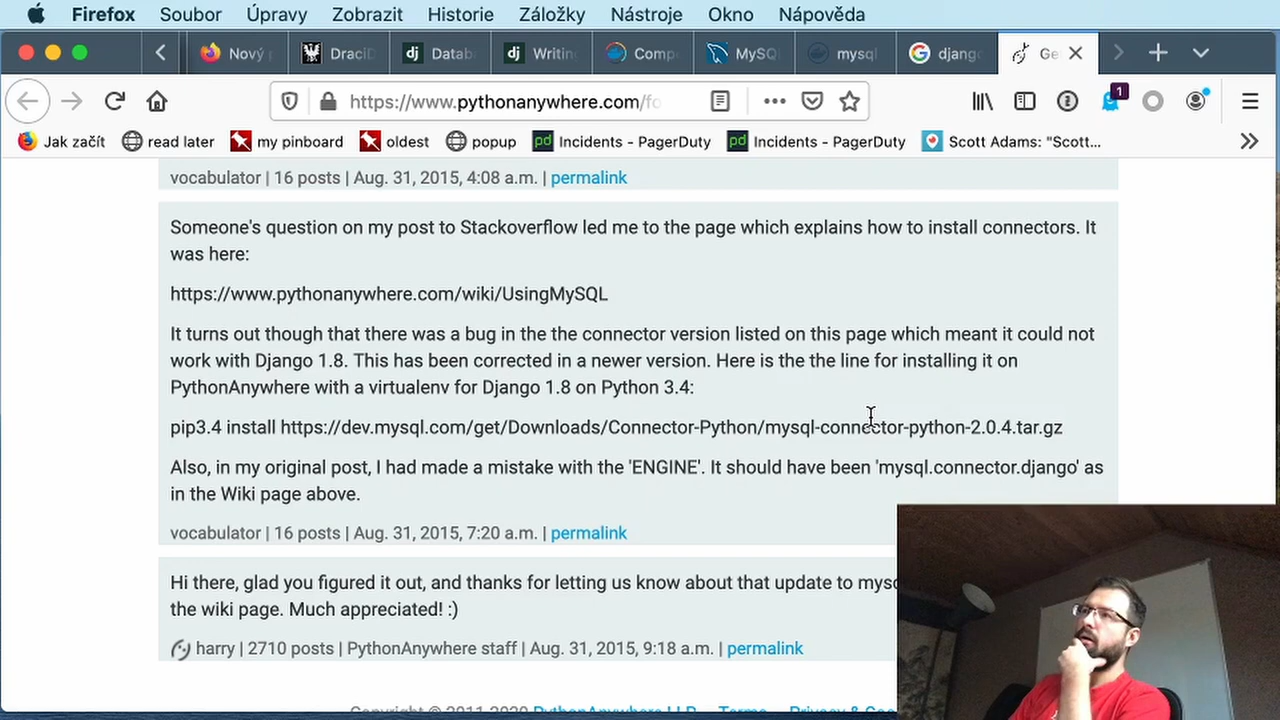 Firefox Soubor Úpravy Zobrazit Historie Záložky Nástroje Okno Nápověda
Nový DraciD Datab Writing Comp MySQL mysql django Ge
https://www.pythonanywhere.com/fo
1
Jak začít read later my pinboard oldest popup Incidents - PagerDuty Incidents - PagerDuty Scott Adams: "Scott...
vocabulator | 16 posts | Aug. 31, 2015, 4:08 a.m. | permalink
Someone's question on my post to Stackoverflow led me to the page which explains how to install connectors. It
was here:
https://www.pythonanywhere.com/wiki/UsingMySQL
It turns out though that there was a bug in the the connector version listed on this page which meant it could not
work with Django 1.8. This has been corrected in a newer version. Here is the the line for installing it on
PythonAnywhere with a virtualenv for Django 1.8 on Python 3.4:
pip3.4 install https://dev.mysql.com/get/Downloads/Connector-Python/mysql-connector-python-2.0.4.tar.gz
Also, in my original post, I had made a mistake with the 'ENGINE'. It should have been 'mysql.connector.django' as
in the Wiki page above.
vocabulator | 16 posts | Aug. 31, 2015, 7:20 a.m. | permalink
Hi there, glad you figured it out, and thanks for letting us know about that update to mysq
the wiki page. Much appreciated! :)
harry | 2710 posts | PythonAnywhere staff | Aug. 31, 2015, 9:18 a.m. | permalink
Copyright © 2011-2020 PythonAnywhere LLP Terms Privacy & Coo